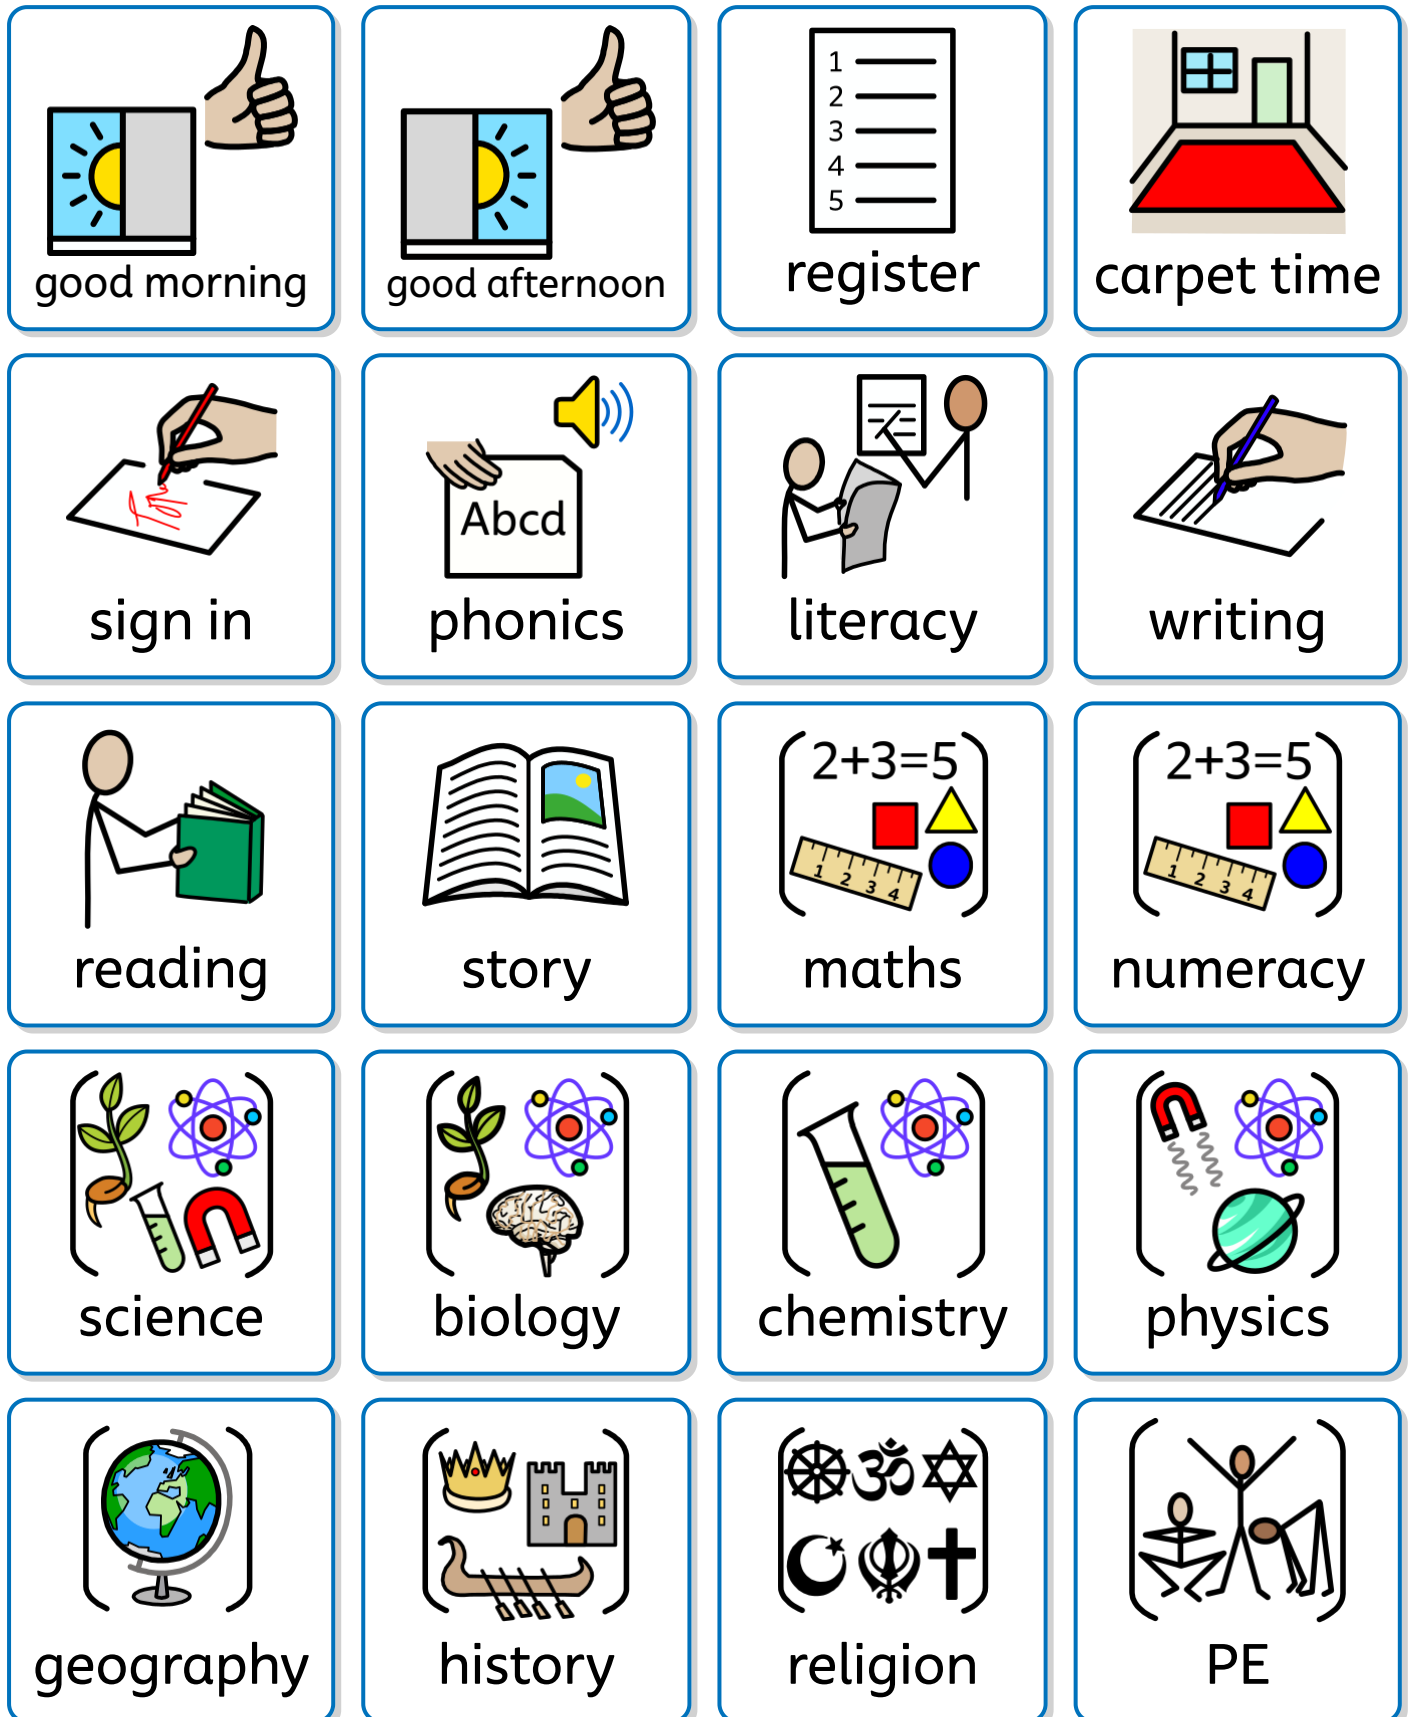 good morning
good afternoon
1
2
3
4
5
register
carpet time
Tom
sign in
Abcd
phonics
literacy
writing
reading
story
2+3=5
1 2 3 4
maths
2+3=5
1 2 3 4
numeracy
science
biology
chemistry
physics
geography
history
ॐ
religion
PE